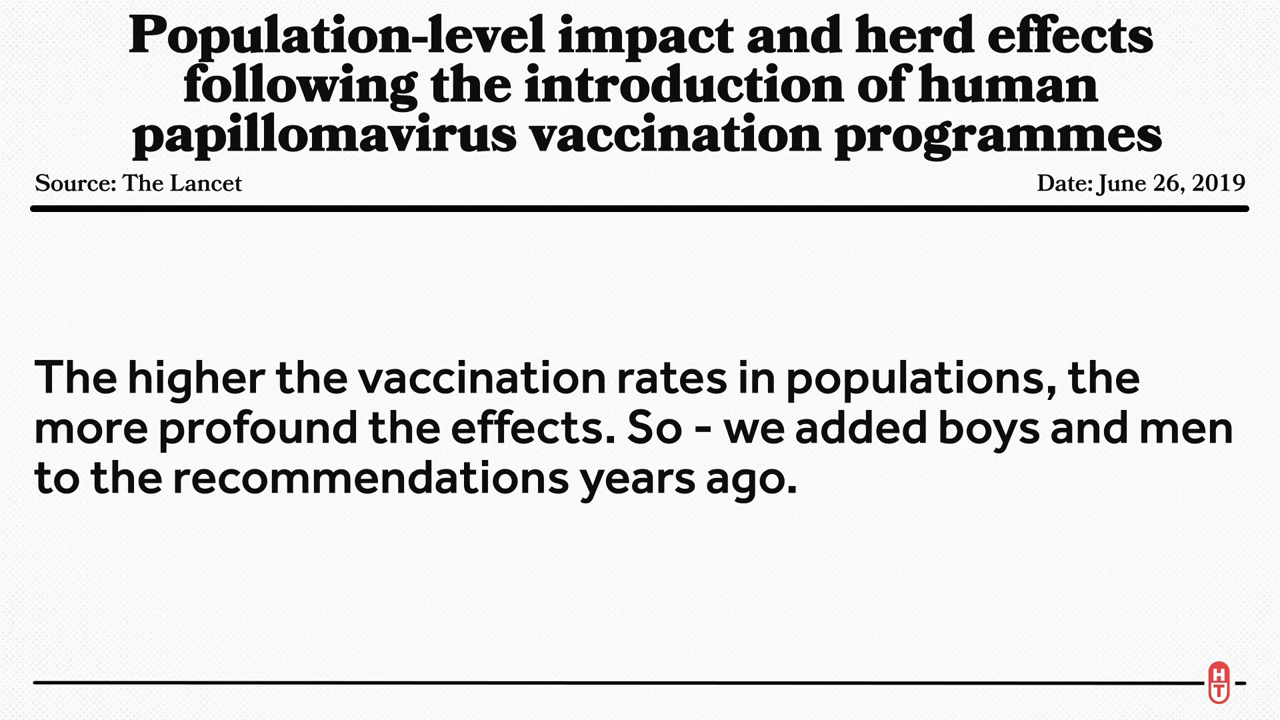 Population-level impact and herd effects
following the introduction of human
papillomavirus vaccination programmes
Source: The Lancet
Date: June 26, 2019
The higher the vaccination rates in populations, the
more profound the effects. So - we added boys and men
to the recommendations years ago.
H
T